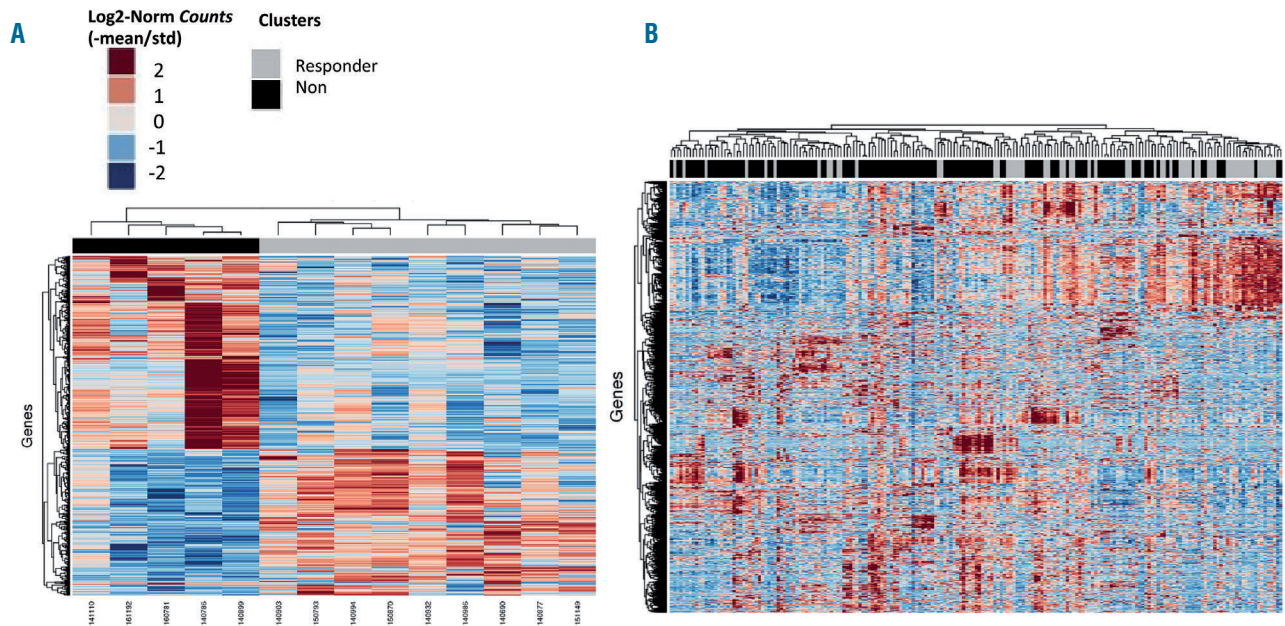 A
Log2-Norm Counts
(-mean/std)
2
1
0
-1
-2
Clusters
Responder
Non
B
Genes
141110
161192
160781
140785
140899
140903
150793
140994
150870
140932
140985
140690
140877
151149
Genes